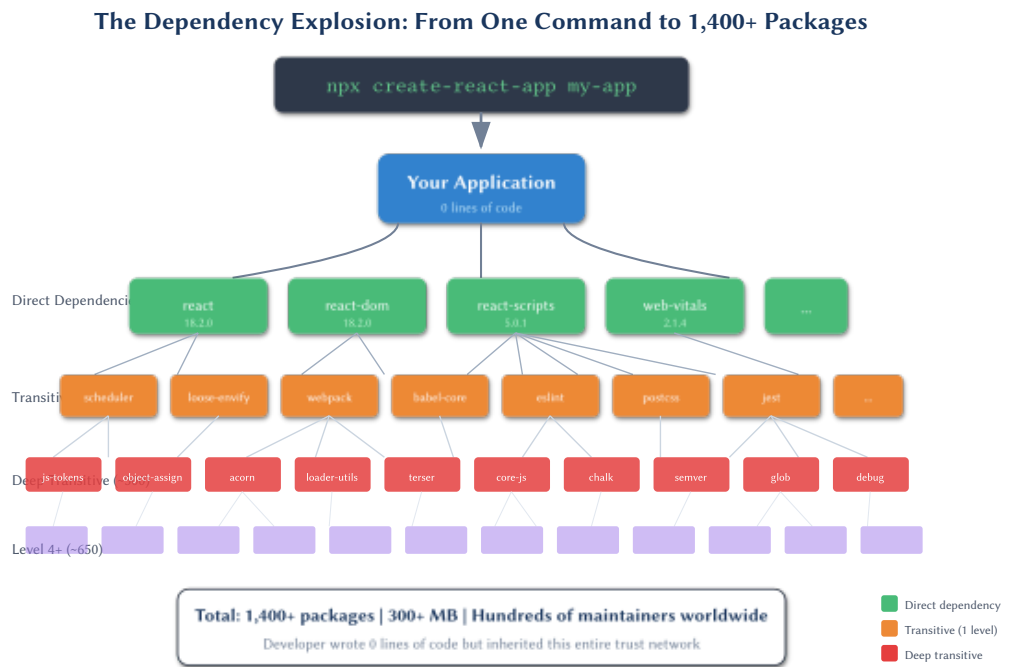 The Dependency Explosion: From One Command to 1,400+ Packages
npx create-react-app my-app
Your Application
0 lines of code
Direct Dependenci
react
18.2.0
react-dom
18.2.0
react-scripts
5.0.1
web-vitals
2.1.4
...
Transiti
scheduler
loose-envify
webpack
babel-core
eslint
postcss
jest
...
Deep Transitive (~
js-tokens
object-assign
acorn
loader-utils
terser
core-js
chalk
semver
glob
debug
Level 4+ (~650)
Total: 1,400+ packages | 300+ MB | Hundreds of maintainers worldwide
Developer wrote 0 lines of code but inherited this entire trust network
Direct dependency
Transitive (1 level)
Deep transitive